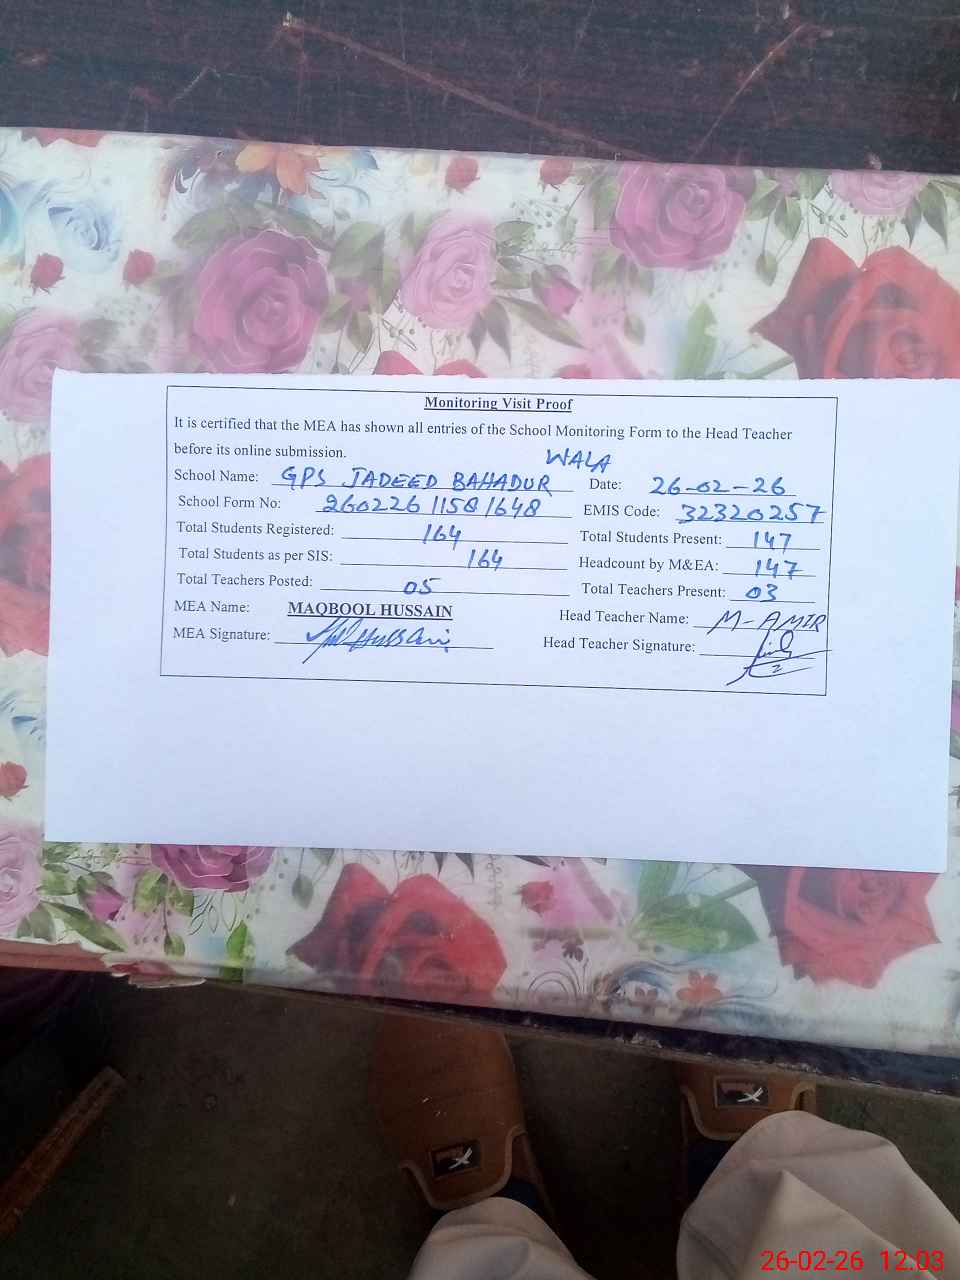 Monitoring Visit Proof
It is certified that the MEA has shown all entries of the School Monitoring Form to the Head Teacher
before its online submission.
School Name: GPS JADEED BAHADUR WALA Date: 26-02-26
School Form No: 26022611581648 EMIS Code: 32320257
Total Students Registered: 164 Total Students Present: 147
Total Students as per SIS: 164 Headcount by M&EA: 147
Total Teachers Posted: 05 Total Teachers Present: 03
MEA Name: MAQBOOL HUSSAIN Head Teacher Name: M-AMIR
MEA Signature: Head Teacher Signature:
26-02-26 12:03